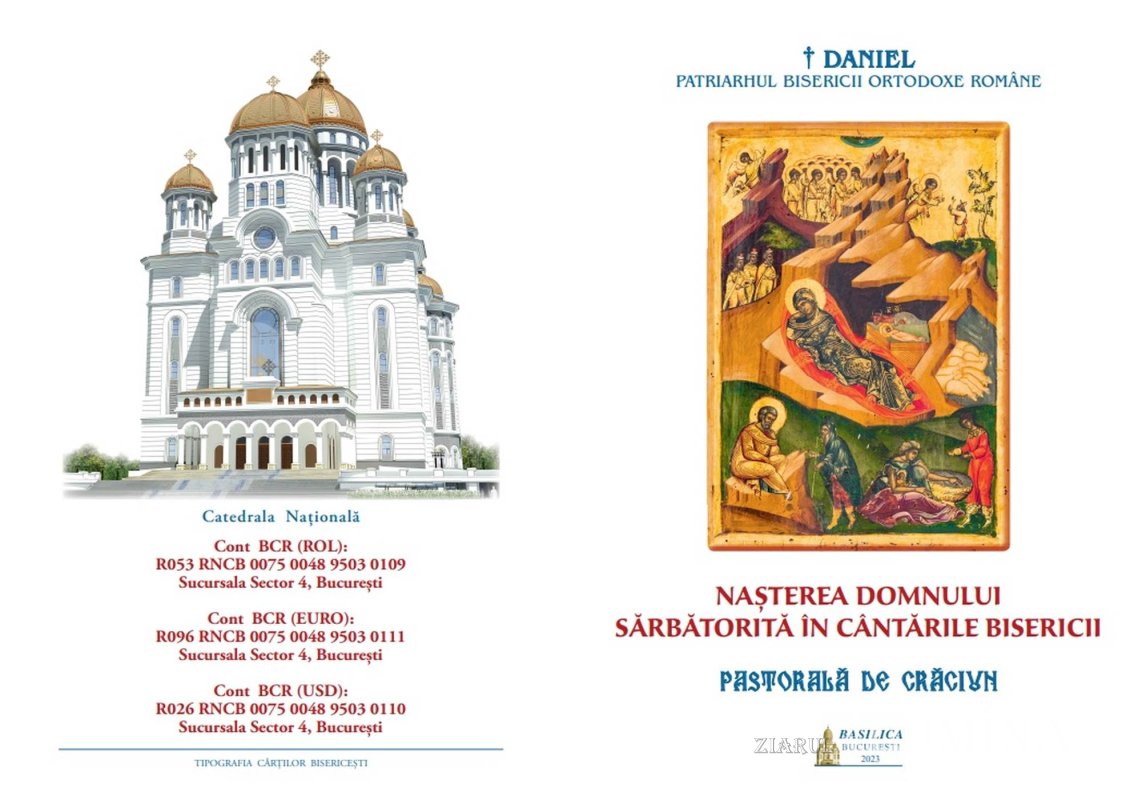 Catedrala Națională
Cont BCR (ROL):
R053 RNCB 0075 0048 9503 0109
Sucursala Sector 4, București
Cont BCR (EURO):
R096 RNCB 0075 0048 9503 0111
Sucursala Sector 4, București
Cont BCR (USD):
R026 RNCB 0075 0048 9503 0110
Sucursala Sector 4, București
TIPOGRAFIA CĂRȚILOR BISERICEȘTI
† DANIEL
PATRIARHUL BISERICII ORTODOXE ROMÂNE
NAȘTEREA DOMNULUI
SĂRBĂTORITĂ ÎN CÂNTĂRILE BISERICII
PASTORALĂ DE CRĂCIUN
ZIARUL
BASILICA
BUCUREȘTI
2023